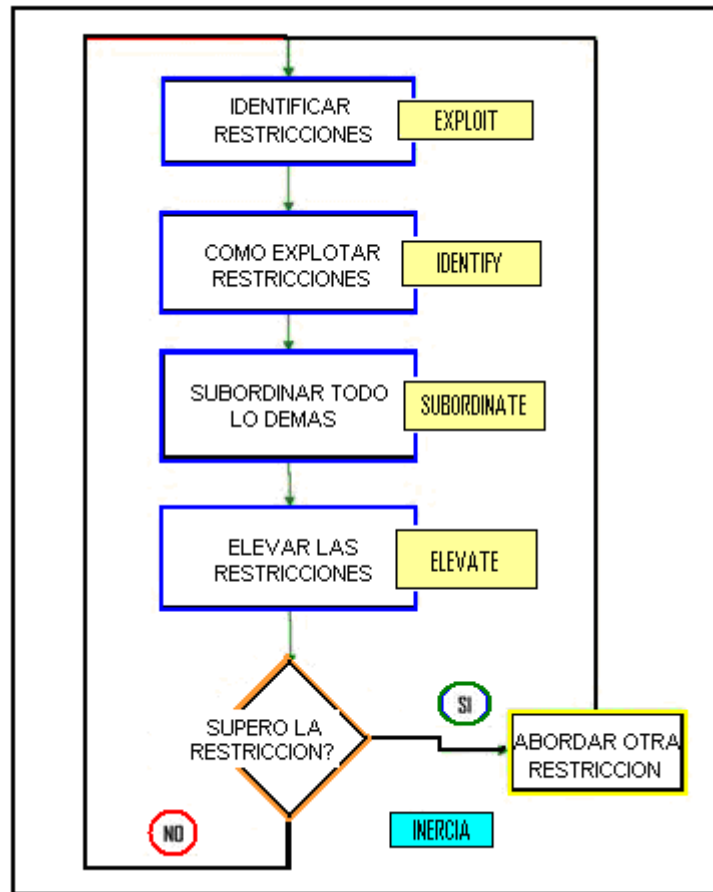 IDENTIFICAR
RESTRICCIONES
EXPLOIT
COMO EXPLOTAR
RESTRICCIONES
IDENTIFY
SUBORDINAR TODO
LO DEMAS
SUBORDINATE
ELEVAR LAS
RESTRICCIONES
ELEVATE
SUPERO LA
RESTRICCION?
SI
ABORDAR OTRA
RESTRICCION
NO
INERCIA